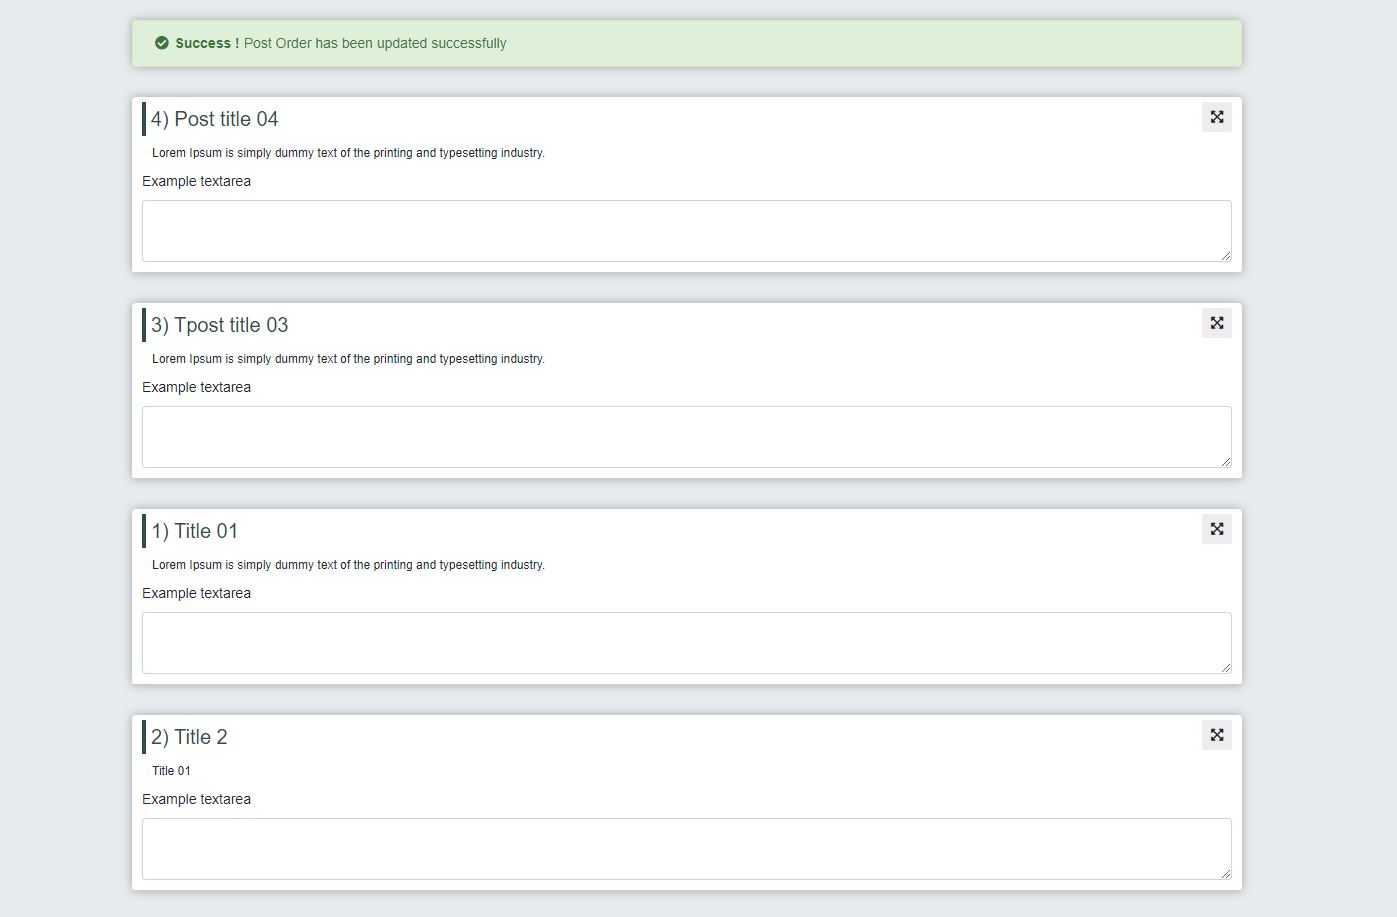 Success ! Post Order has been updated successfully
4) Post title 04
Lorem Ipsum is simply dummy text of the printing and typesetting industry.
Example textarea
3) Tpost title 03
Lorem Ipsum is simply dummy text of the printing and typesetting industry.
Example textarea
1) Title 01
Lorem Ipsum is simply dummy text of the printing and typesetting industry.
Example textarea
2) Title 2
Title 01
Example textarea